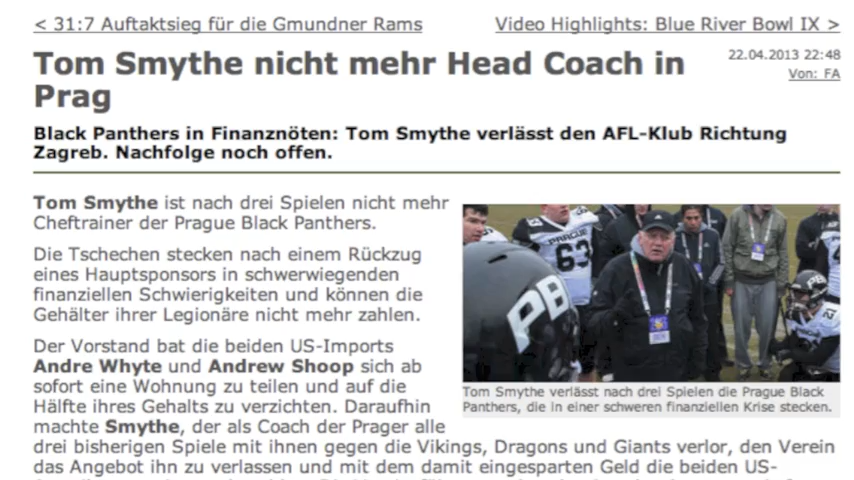 < 31:7 Auftaktsieg für die Gmundner Rams
Video Highlights: Blue River Bowl IX >
Tom Smythe nicht mehr Head Coach in
Prag
22.04.2013 22:48
Von: FA
Black Panthers in Finanznöten: Tom Smythe verlässt den AFL-Klub Richtung
Zagreb. Nachfolge noch offen.
Tom Smythe ist nach drei Spielen nicht mehr
Cheftrainer der Prague Black Panthers.
Die Tschechen stecken nach einem Rückzug
eines Hauptsponsors in schwerwiegenden
finanziellen Schwierigkeiten und können die
Gehälter ihrer Legionäre nicht mehr zahlen.
Der Vorstand bat die beiden US-Imports
Andre Whyte und Andrew Shoop sich ab
sofort eine Wohnung zu teilen und auf die
Hälfte ihres Gehalts zu verzichten. Daraufhin
machte Smythe, der als Coach der Prager alle
drei bisherigen Spiele mit ihnen gegen die Vikings, Dragons und Giants verlor, den Verein
das Angebot ihn zu verlassen und mit dem damit eingesparten Geld die beiden US-
PRAGUE
63
PB
Tom Smythe verlässt nach drei Spielen die Prague Black
Panthers, die in einer schweren finanziellen Krise stecken.